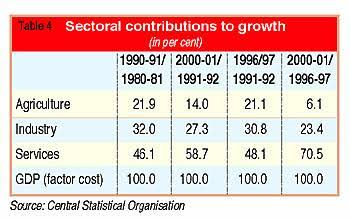 Table 4 Sectoral contributions to growth
(in per cent)
1990-91/ 2000-01/ 1996/97 2000-01/
1980-81 1991-92 1991-92 1996-97
Agriculture 21.9 14.0 21.1 6.1
Industry 32.0 27.3 30.8 23.4
Services 46.1 58.7 48.1 70.5
GDP (factor cost) 100.0 100.0 100.0 100.0
Source: Central Statistical Organisation